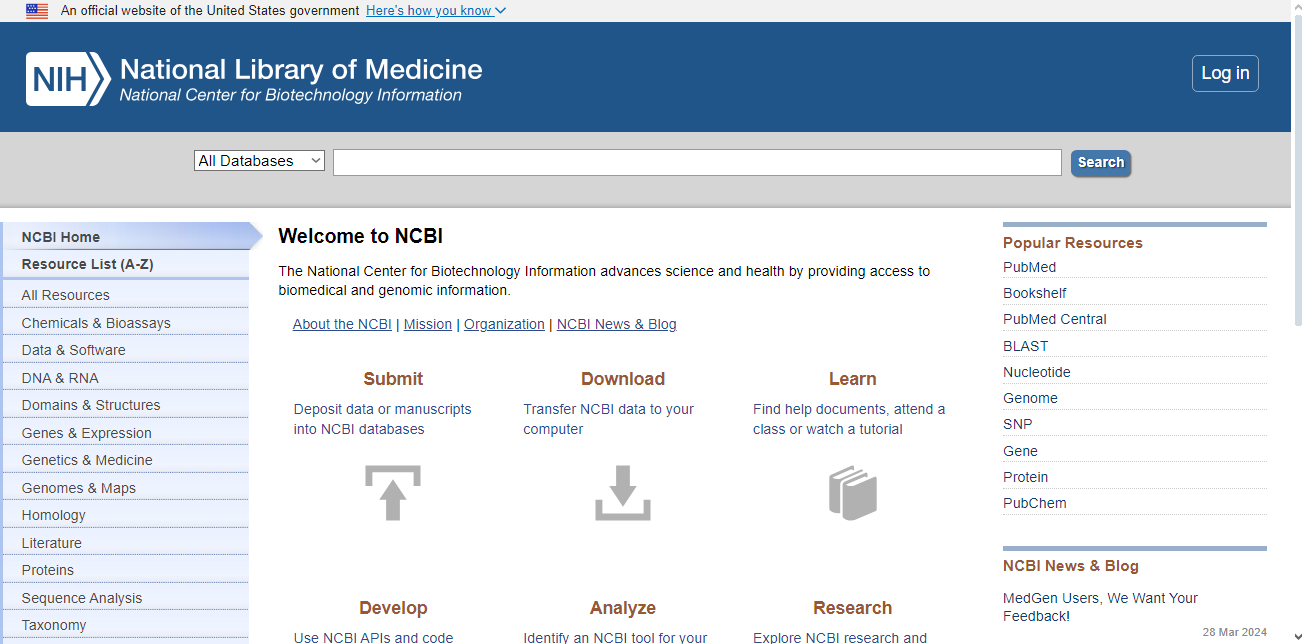 An official website of the United States government Here's how you know
NIH National Library of Medicine
National Center for Biotechnology Information
Log in
All Databases
Search
NCBI Home
Resource List (A-Z)
All Resources
Chemicals & Bioassays
Data & Software
DNA & RNA
Domains & Structures
Genes & Expression
Genetics & Medicine
Genomes & Maps
Homology
Literature
Proteins
Sequence Analysis
Taxonomy
Welcome to NCBI
The National Center for Biotechnology Information advances science and health by providing access to
biomedical and genomic information.
About the NCBI | Mission | Organization | NCBI News & Blog
Submit
Deposit data or manuscripts
into NCBI databases
Download
Transfer NCBI data to your
computer
Learn
Find help documents, attend a
class or watch a tutorial
Develop
Use NCBI APIs and code
Analyze
Identify an NCBI tool for your
Research
Explore NCBI research and
Popular Resources
PubMed
Bookshelf
PubMed Central
BLAST
Nucleotide
Genome
SNP
Gene
Protein
PubChem
NCBI News & Blog
MedGen Users, We Want Your
Feedback!
28 Mar 2024